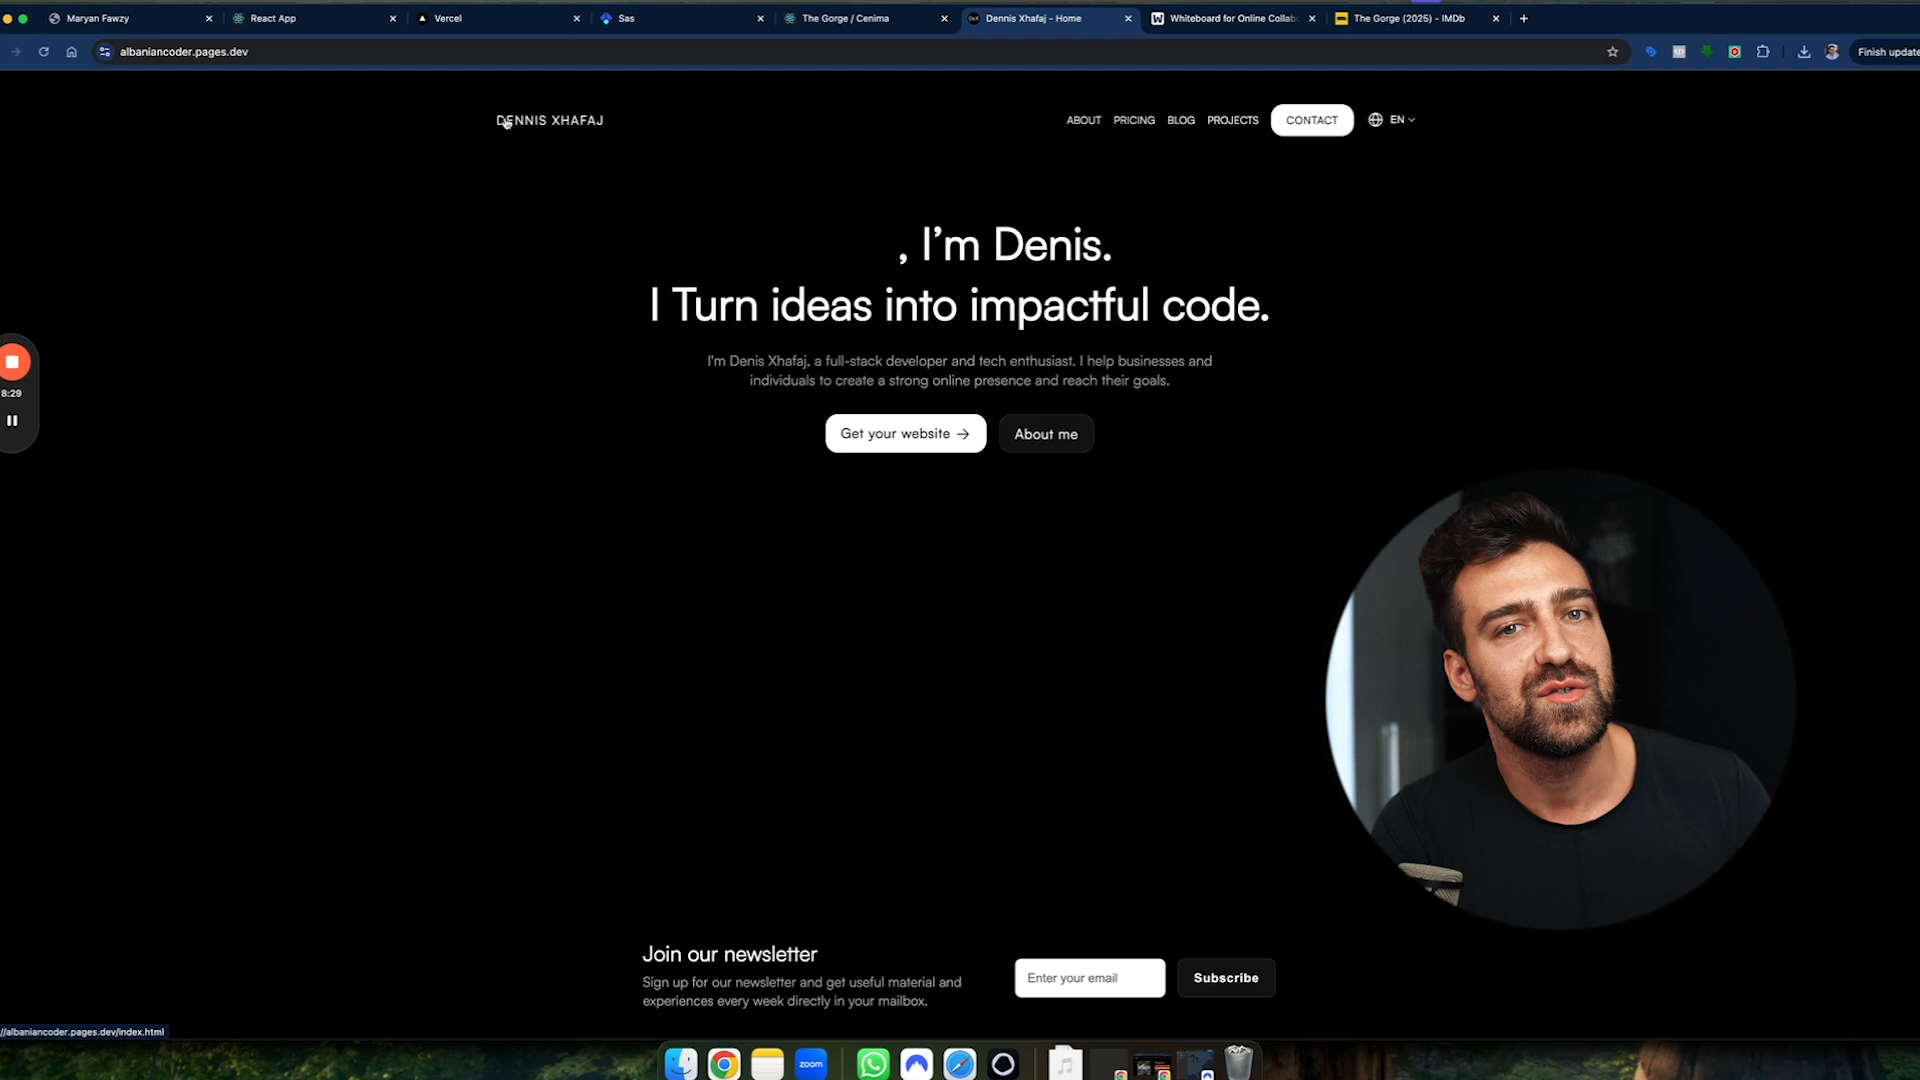 Maryan Fawzy
React App
Vercel
Sas
The Gorge / Cenima
Dennis Xhafaj - Home
Whiteboard for Online Collab
The Gorge (2025) - IMDb
albaniancoder.pages.dev
Finish update
DENNIS XHAFAJ
ABOUT
PRICING
BLOG
PROJECTS
CONTACT
EN
, I'm Denis.
I Turn ideas into impactful code.
I'm Denis Xhafaj, a full-stack developer and tech enthusiast. I help businesses and
individuals to create a strong online presence and reach their goals.
Get your website →
About me
8:29
Join our newsletter
Sign up for our newsletter and get useful material and
experiences every week directly in your mailbox.
Enter your email
Subscribe
//albaniancoder.pages.dev/index.html
zoom